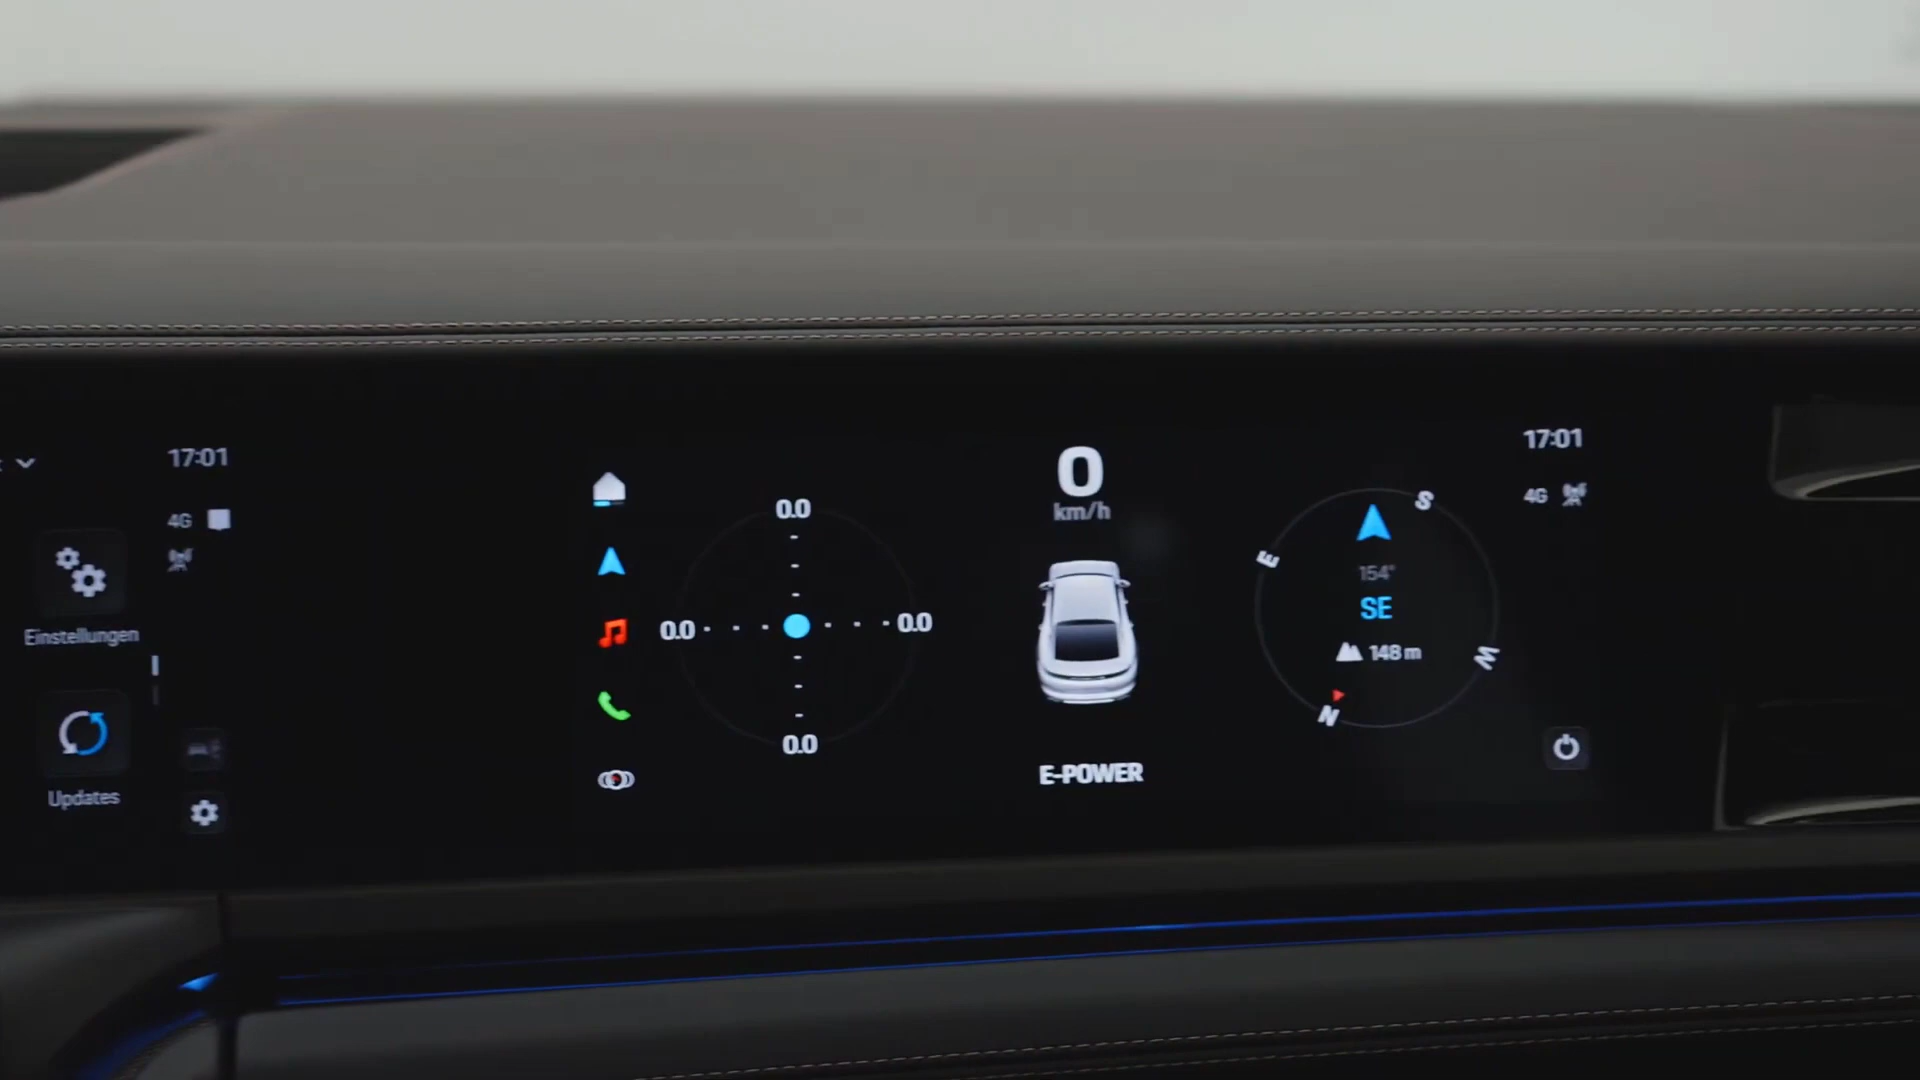 17:01
4G
Einstellungen
Updates
0.0
0.0
0.0
0.0
0
km/h
E-POWER
S
E
154°
SE
148 m
W
N
17:01
4G